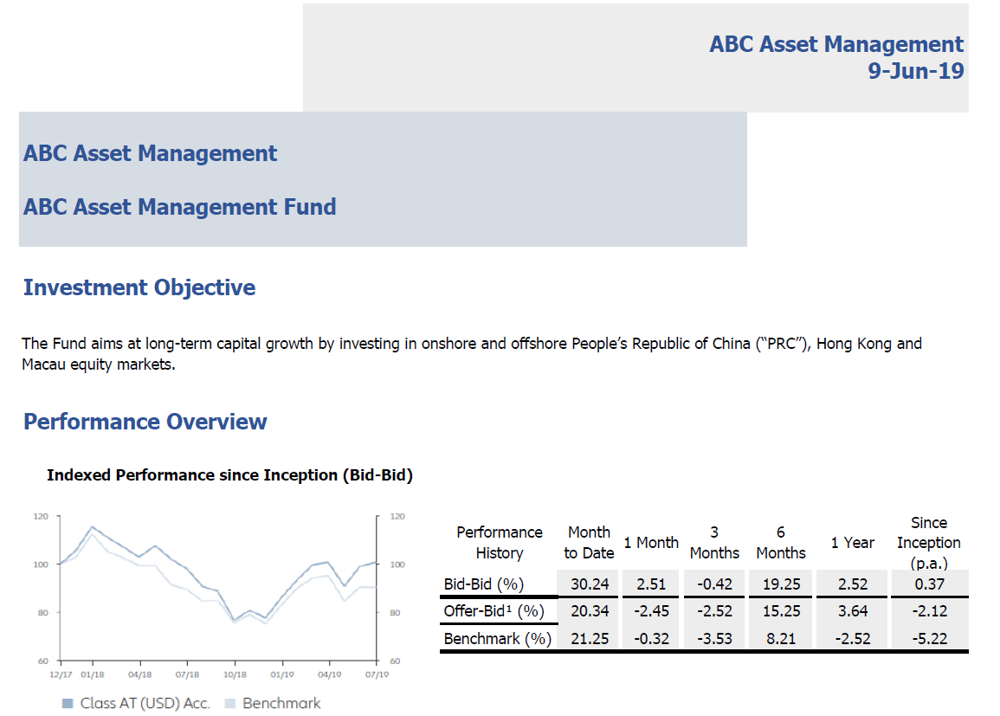 ABC Asset Management
9-Jun-19
ABC Asset Management
ABC Asset Management Fund
Investment Objective
The Fund aims at long-term capital growth by investing in onshore and offshore People’s Republic of China (“PRC”), Hong Kong and
Macau equity markets.
Performance Overview
Indexed Performance since Inception (Bid-Bid)
120 120
100 100
80 80
60 60
12/17 01/18 04/18 07/18 10/18 01/19 04/19 07/19
Class AT (USD) Acc. Benchmark
Performance History Month to Date 1 Month 3 Months 6 Months 1 Year Since Inception (p.a.)
Bid-Bid (%) 30.24 2.51 -0.42 19.25 2.52 0.37
Offer-Bid¹ (%) 20.34 -2.45 -2.52 15.25 3.64 -2.12
Benchmark (%) 21.25 -0.32 -3.53 8.21 -2.52 -5.22